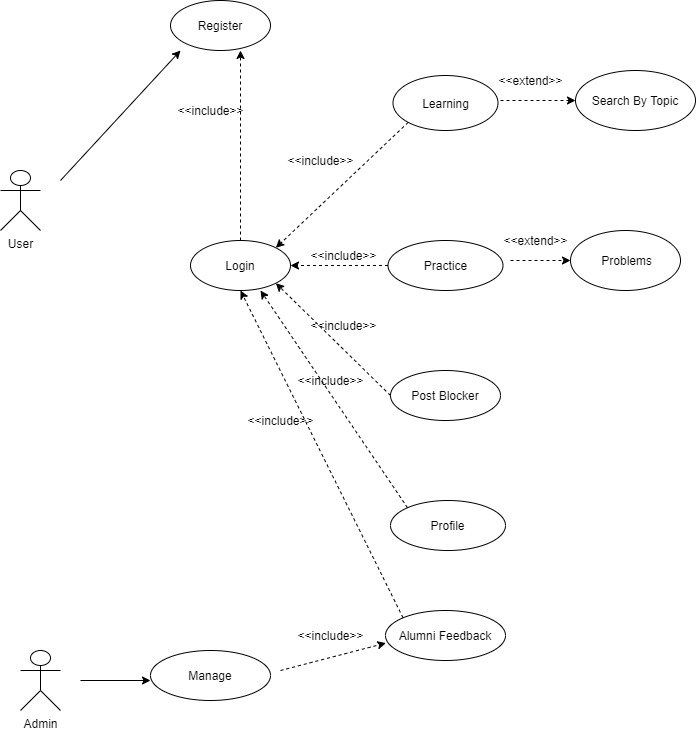 Register
<<include>>
<<extend>>
Learning
Search By Topic
<<include>>
User
<<extend>>
<<include>>
Login
Practice
Problems
<<include>>
<<include>>
Post Blocker
<<include>>
Profile
<<include>>
Alumni Feedback
Manage
Admin